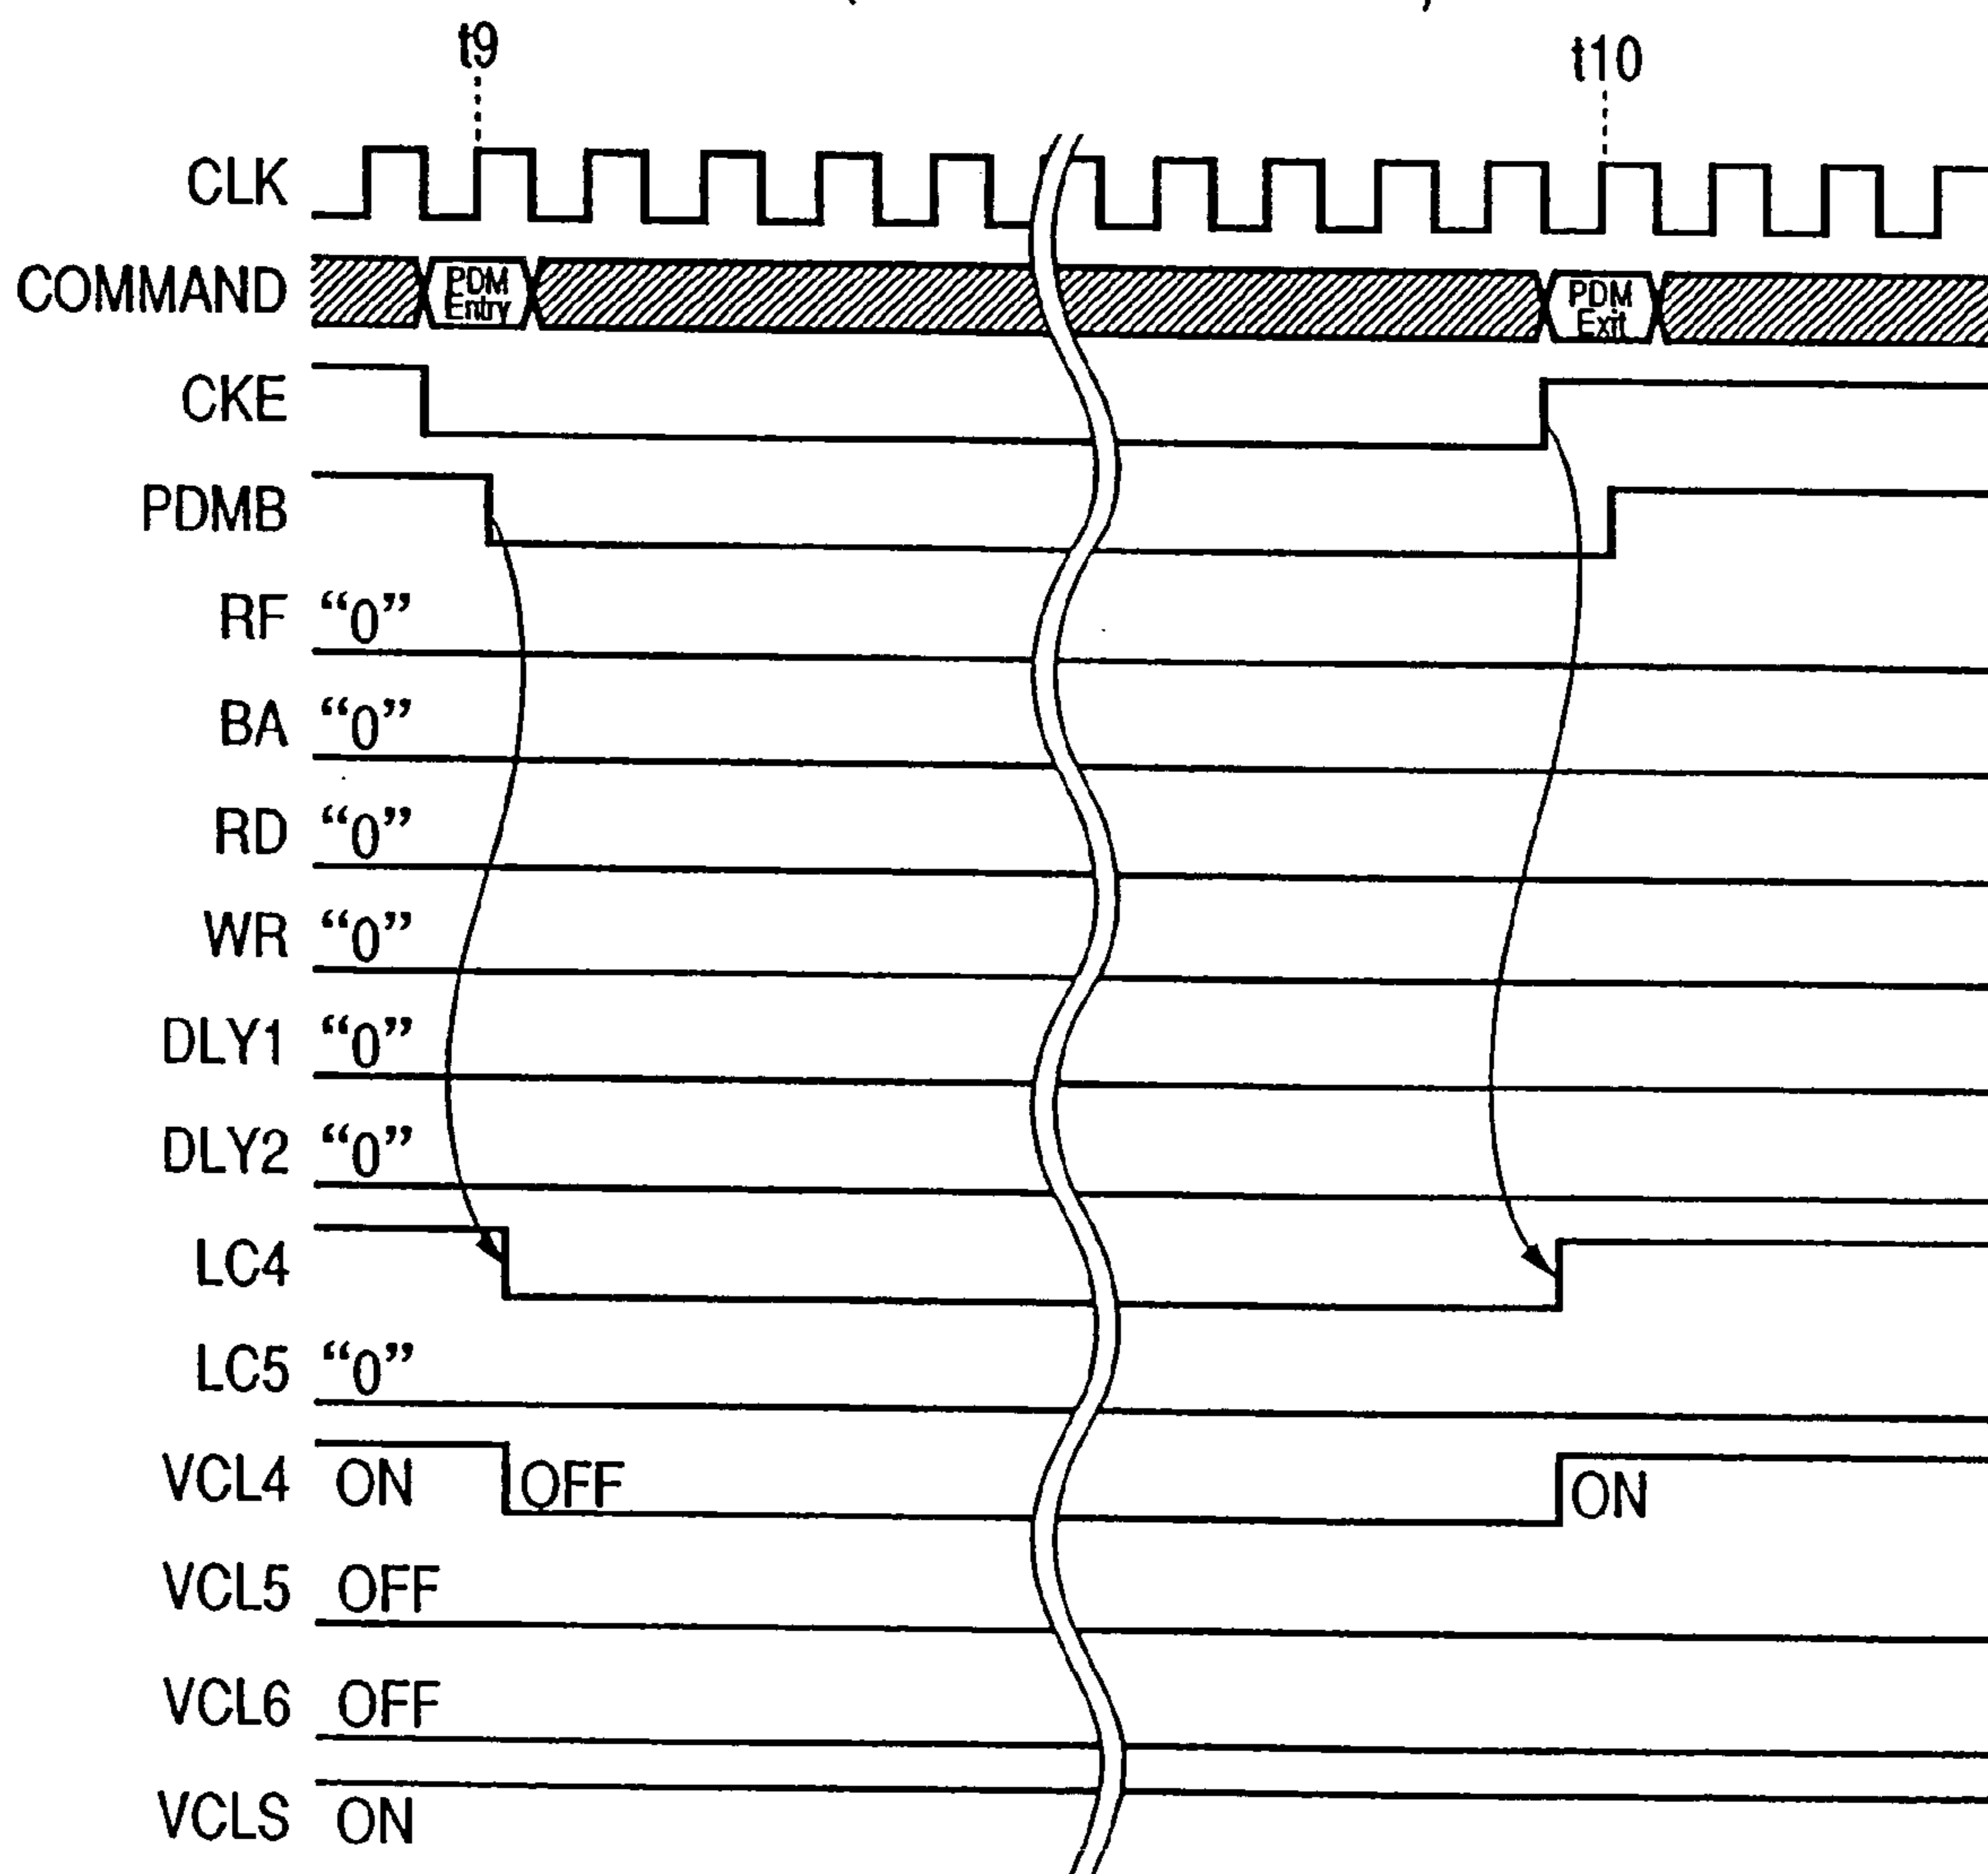 t9
t10
CLK
COMMAND
PDM
Entry
PDM
Exit
CKE
PDMB
RF “0”
BA “0”
RD “0”
WR “0”
DLY1 “0”
DLY2 “0”
LC4
LC5 “0”
VCL4 ON OFF ON
VCL5 OFF
VCL6 OFF
VCLS ON